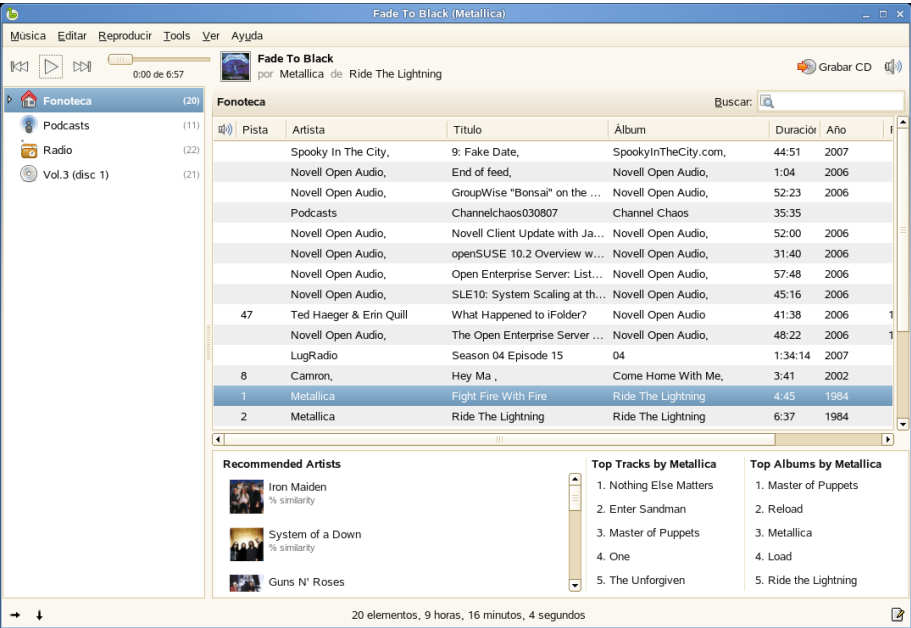 Fade To Black (Metallica)
Música Editar Reproducir Tools Ver Ayuda
Fade To Black
por Metallica de Ride The Lightning
0:00 de 6:57
Grabar CD
Fonoteca (20)
Podcasts (11)
Radio (22)
Vol.3 (disc 1) (21)
Fonoteca
Buscar:
Pista Artista Título Álbum Duración Año
Spooky In The City, 9: Fake Date, SpookyInTheCity.com, 44:51 2007
Novell Open Audio, End of feed, Novell Open Audio, 1:04 2006
Novell Open Audio, GroupWise "Bonsai" on the ... Novell Open Audio, 52:23 2006
Podcasts Channelchaos030807 Channel Chaos 35:35
Novell Open Audio, Novell Client Update with Ja... Novell Open Audio, 52:00 2006
Novell Open Audio, openSUSE 10.2 Overview w... Novell Open Audio, 31:40 2006
Novell Open Audio, Open Enterprise Server: List... Novell Open Audio, 57:48 2006
Novell Open Audio, SLE10: System Scaling at th... Novell Open Audio, 45:16 2006
47 Ted Haeger & Erin Quill What Happened to iFolder? Novell Open Audio 41:38 2006 1
Novell Open Audio, The Open Enterprise Server ... Novell Open Audio, 48:22 2006 1
LugRadio Season 04 Episode 15 04 1:34:14 2007
8 Camron, Hey Ma , Come Home With Me, 3:41 2002
1 Metallica Fight Fire With Fire Ride The Lightning 4:45 1984
2 Metallica Ride The Lightning Ride The Lightning 6:37 1984
Recommended Artists
Iron Maiden
% similarity
System of a Down
% similarity
Guns N' Roses
Top Tracks by Metallica
1. Nothing Else Matters
2. Enter Sandman
3. Master of Puppets
4. One
5. The Unforgiven
Top Albums by Metallica
1. Master of Puppets
2. Reload
3. Metallica
4. Load
5. Ride the Lightning
20 elementos, 9 horas, 16 minutos, 4 segundos